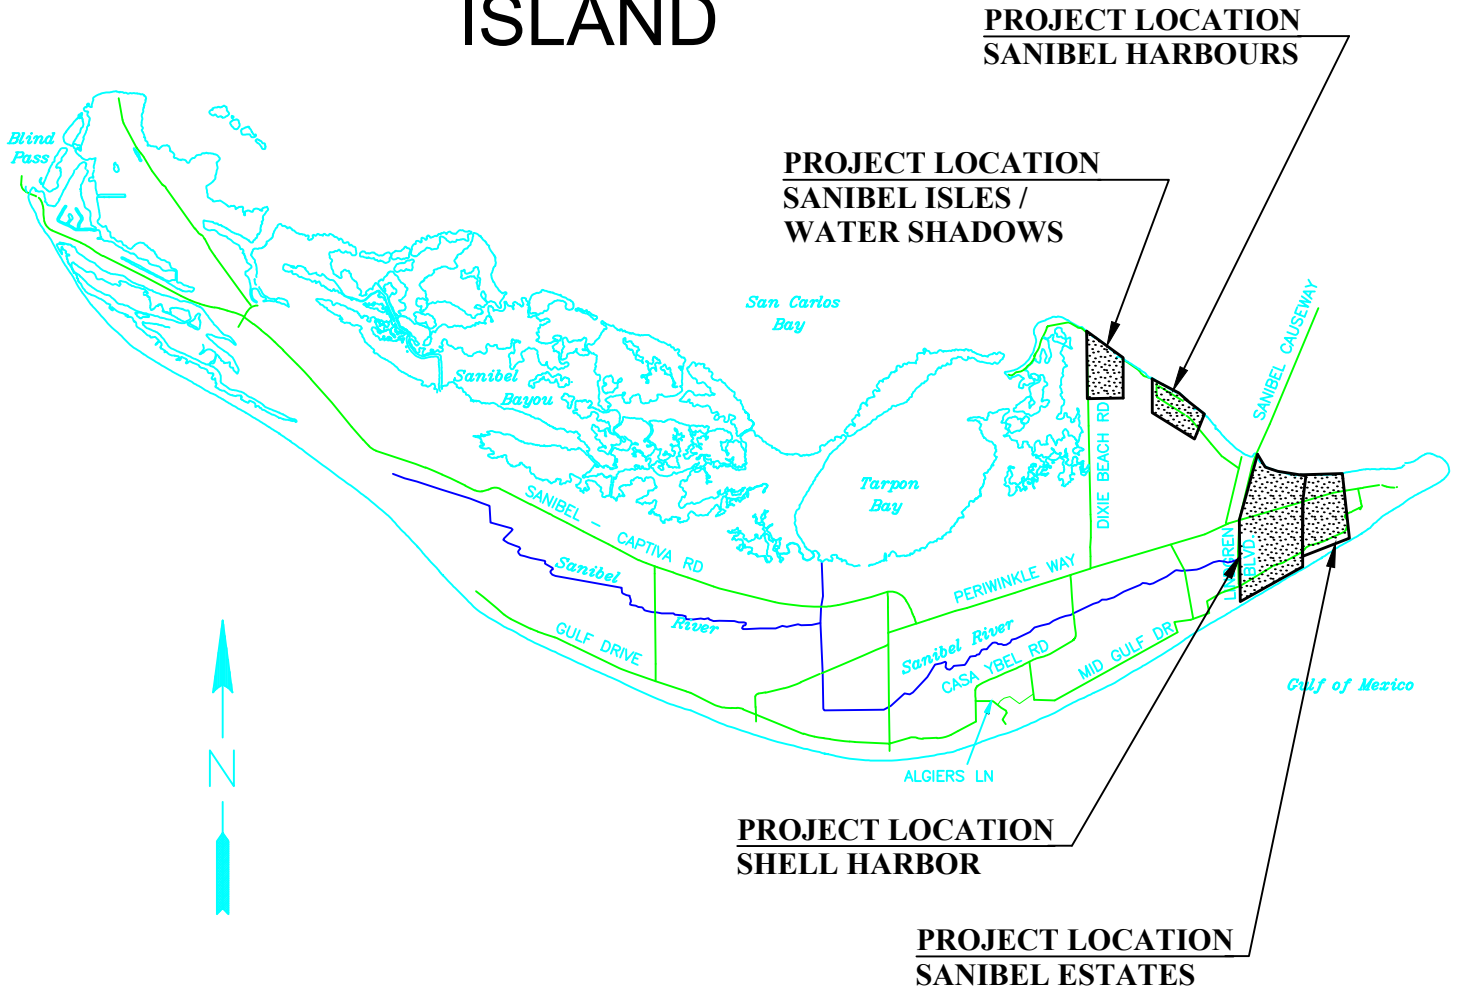 ISLAND
PROJECT LOCATION
SANIBEL HARBOURS
PROJECT LOCATION
SANIBEL ISLES /
WATER SHADOWS
Blind
Pass
San Carlos
Bay
SANIBEL CAUSEWAY
Sanibel
Bayou
DIXIE BEACH RD
Tarpon
Bay
SANIBEL – CAPTIVA RD
LINDGREN
BLVD.
Sanibel
River
PERIWINKLE WAY
GULF DRIVE
Sanibel River
CASA YBEL RD
MID GULF DR
Gulf of Mexico
N
ALGIERS LN
PROJECT LOCATION
SHELL HARBOR
PROJECT LOCATION
SANIBEL ESTATES